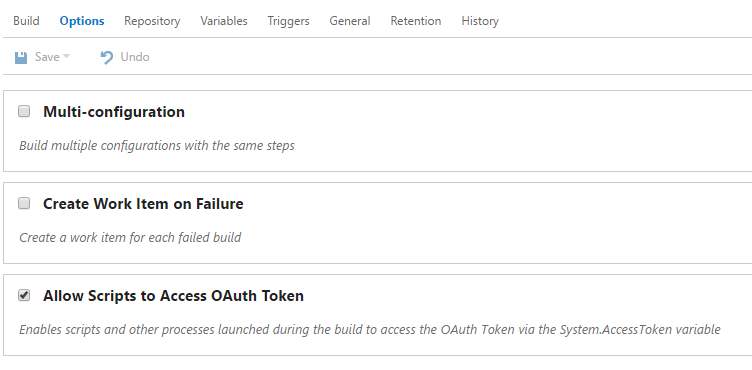 Build Options Repository Variables Triggers General Retention History
Save Undo
Multi-configuration
Build multiple configurations with the same steps
Create Work Item on Failure
Create a work item for each failed build
Allow Scripts to Access OAuth Token
Enables scripts and other processes launched during the build to access the OAuth Token via the System.AccessToken variable